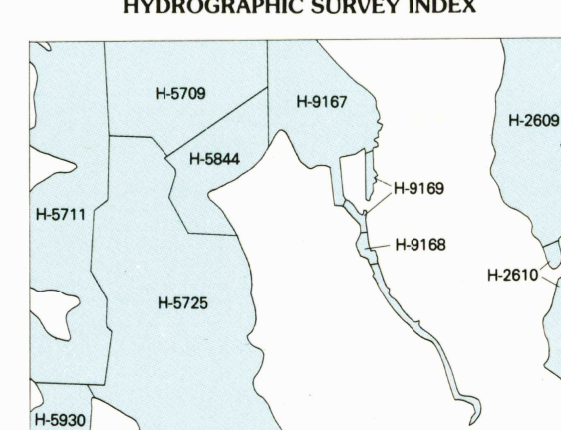 HYDROGRAPHIC SURVEY INDEX
H-5709
H-9167
H-2609
H-5844
H-9169
H-5711
H-9168
H-2610
H-5725
H-5930